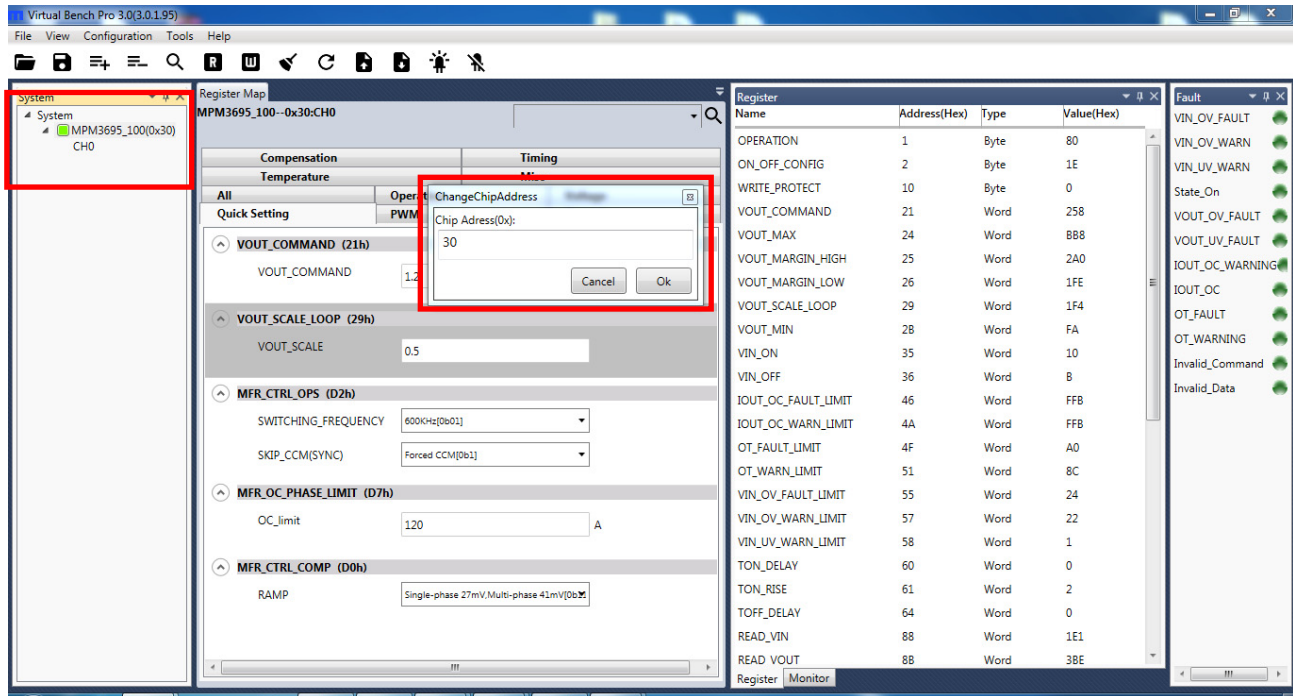 Virtual Bench Pro 3.0(3.0.1.95)
File View Configuration Tools Help
System
System
MPM3695_100(0x30)
CH0
Register Map
MPM3695_100--0x30:CH0
Compensation Timing
Temperature
All
Quick Setting PWM
ChangeChipAddress
Chip Adress(0x):
30
Cancel Ok
VOUT_COMMAND (21h)
VOUT_COMMAND 1.2
VOUT_SCALE_LOOP (29h)
VOUT_SCALE 0.5
MFR_CTRL_OPS (D2h)
SWITCHING_FREQUENCY 600KHz[0b01]
SKIP_CCM(SYNC) Forced CCM[0b1]
MFR_OC_PHASE_LIMIT (D7h)
OC_limit 120 A
MFR_CTRL_COMP (D0h)
RAMP Single-phase 27mV,Multi-phase 41mV
Register
Name Address(Hex) Type Value(Hex)
OPERATION 1 Byte 80
ON_OFF_CONFIG 2 Byte 1E
WRITE_PROTECT 10 Byte 0
VOUT_COMMAND 21 Word 258
VOUT_MAX 24 Word BB8
VOUT_MARGIN_HIGH 25 Word 2A0
VOUT_MARGIN_LOW 26 Word 1FE
VOUT_SCALE_LOOP 29 Word 1F4
VOUT_MIN 2B Word FA
VIN_ON 35 Word 10
VIN_OFF 36 Word B
IOUT_OC_FAULT_LIMIT 46 Word FFB
IOUT_OC_WARN_LIMIT 4A Word FFB
OT_FAULT_LIMIT 4F Word A0
OT_WARN_LIMIT 51 Word 8C
VIN_OV_FAULT_LIMIT 55 Word 24
VIN_OV_WARN_LIMIT 57 Word 22
VIN_UV_WARN_LIMIT 58 Word 1
TON_DELAY 60 Word 0
TON_RISE 61 Word 2
TOFF_DELAY 64 Word 0
READ_VIN 88 Word 1E1
READ_VOUT 8B Word 3BE
Register Monitor
Fault
VIN_OV_FAULT
VIN_OV_WARN
VIN_UV_WARN
State_On
VOUT_OV_FAULT
VOUT_UV_FAULT
IOUT_OC_WARNING
IOUT_OC
OT_FAULT
OT_WARNING
Invalid_Command
Invalid_Data